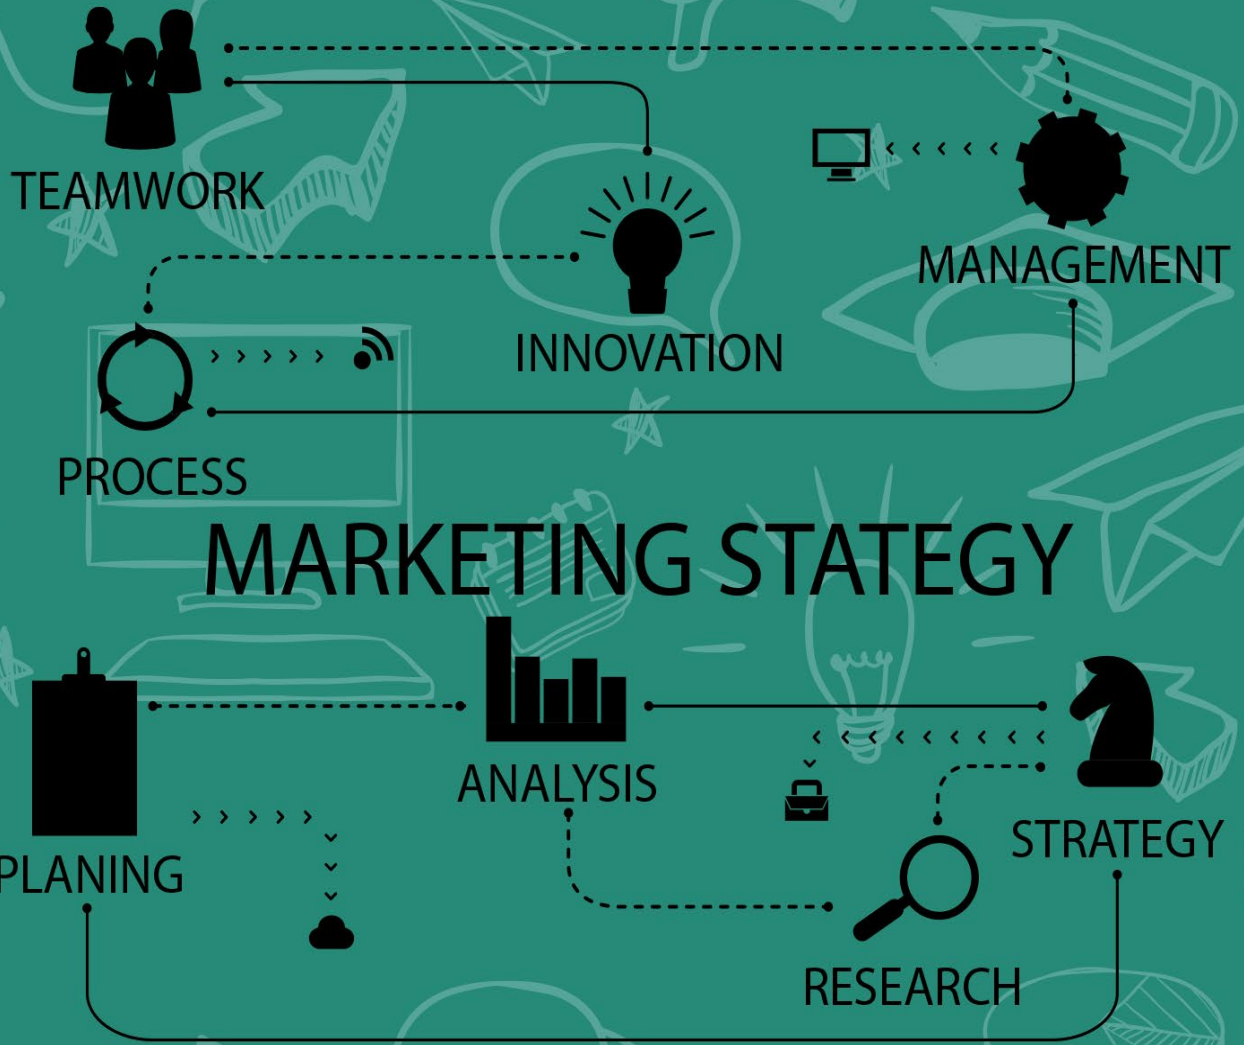 TEAMWORK
MANAGEMENT
INNOVATION
PROCESS
MARKETING STATEGY
ANALYSIS
STRATEGY
PLANING
RESEARCH